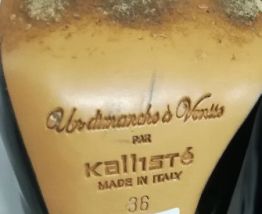 Un dimanche à Venise
PAR
Kallisté
MADE IN ITALY
36